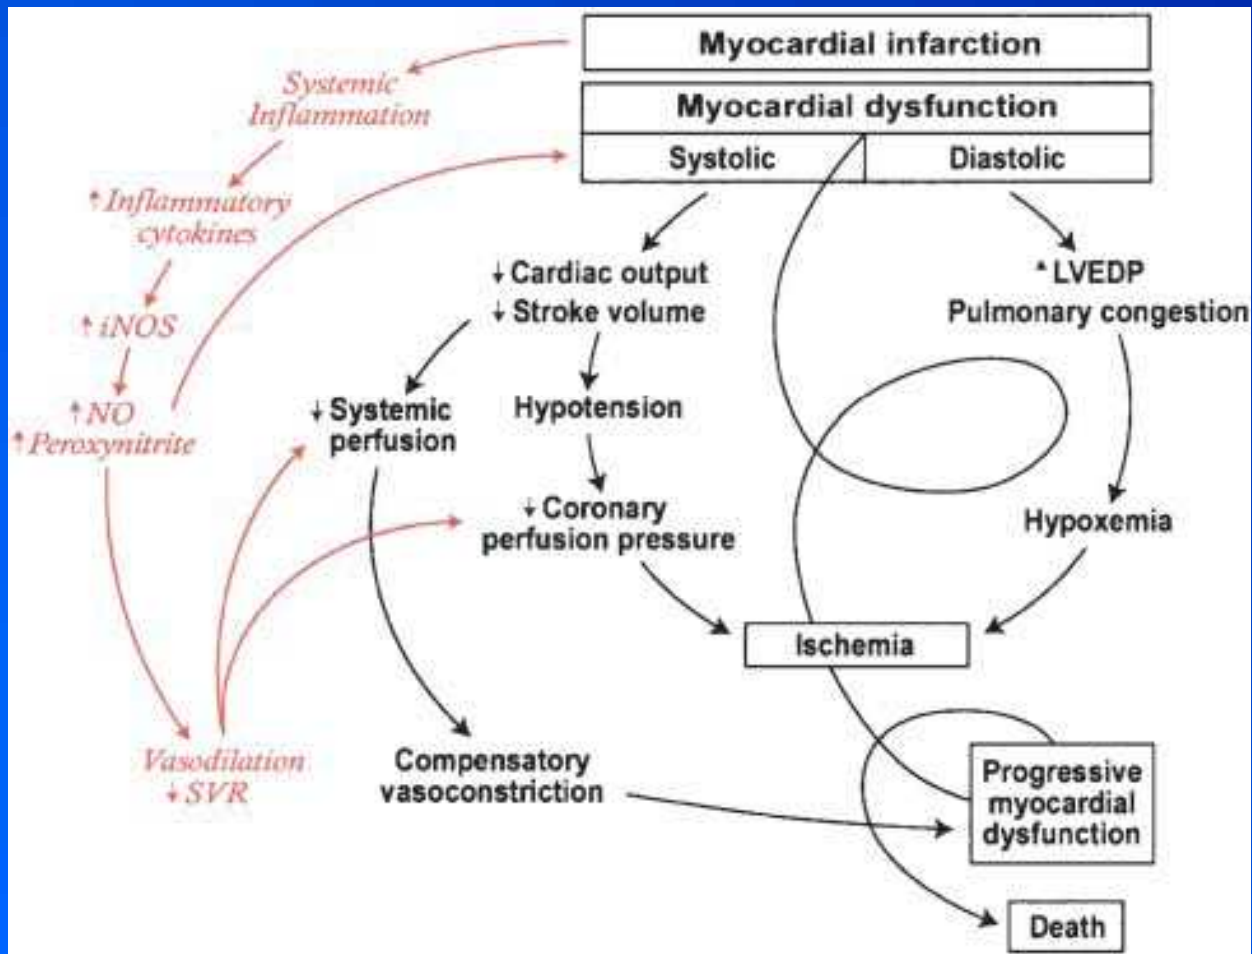 Myocardial infarction
Systemic
Inflammation
Myocardial dysfunction
Systolic
Diastolic
↑ Inflammatory
cytokines
↓ Cardiac output
↓ Stroke volume
▴ LVEDP
Pulmonary congestion
↑ iNOS
↑ NO
↑ Peroxynitrite
↓ Systemic
perfusion
Hypotension
↓ Coronary
perfusion pressure
Hypoxemia
Ischemia
Vasodilation
↓ SVR
Compensatory
vasoconstriction
Progressive
myocardial
dysfunction
Death